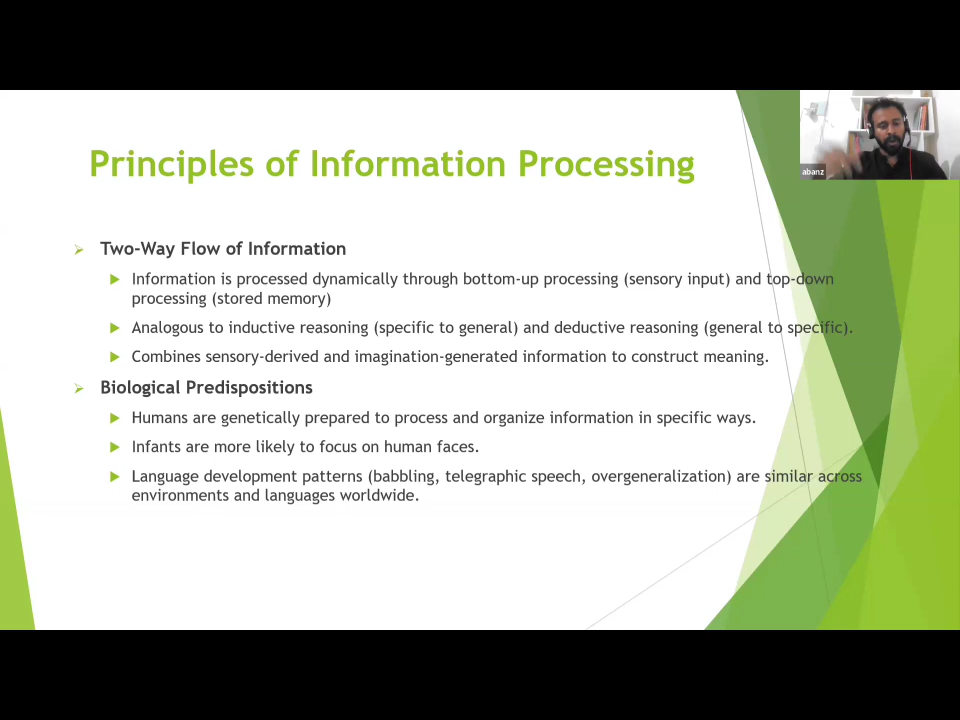 Principles of Information Processing
abanz
Two-Way Flow of Information
Information is processed dynamically through bottom-up processing (sensory input) and top-down
processing (stored memory)
Analogous to inductive reasoning (specific to general) and deductive reasoning (general to specific).
Combines sensory-derived and imagination-generated information to construct meaning.
Biological Predispositions
Humans are genetically prepared to process and organize information in specific ways.
Infants are more likely to focus on human faces.
Language development patterns (babbling, telegraphic speech, overgeneralization) are similar across
environments and languages worldwide.